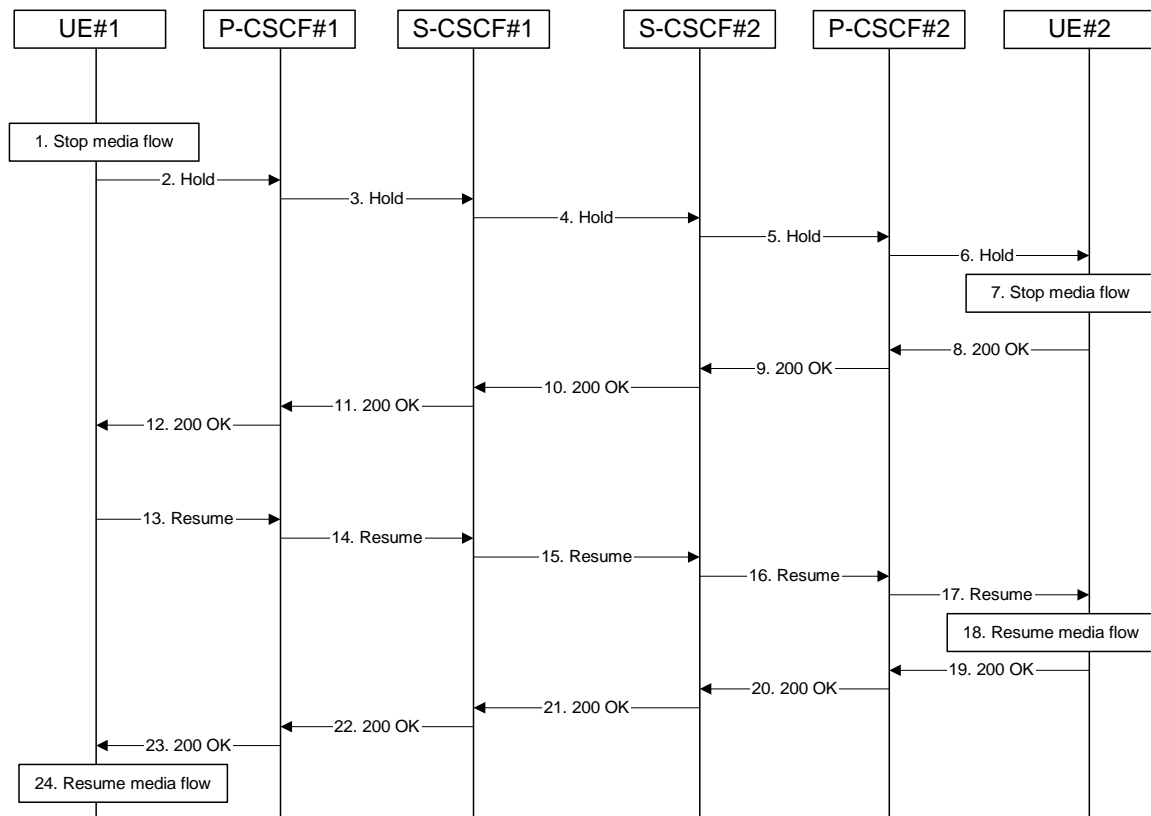 UE#1
P-CSCF#1
S-CSCF#1
S-CSCF#2
P-CSCF#2
UE#2
1. Stop media flow
2. Hold
3. Hold
4. Hold
5. Hold
6. Hold
7. Stop media flow
8. 200 OK
9. 200 OK
10. 200 OK
11. 200 OK
12. 200 OK
13. Resume
14. Resume
15. Resume
16. Resume
17. Resume
18. Resume media flow
19. 200 OK
20. 200 OK
21. 200 OK
22. 200 OK
23. 200 OK
24. Resume media flow